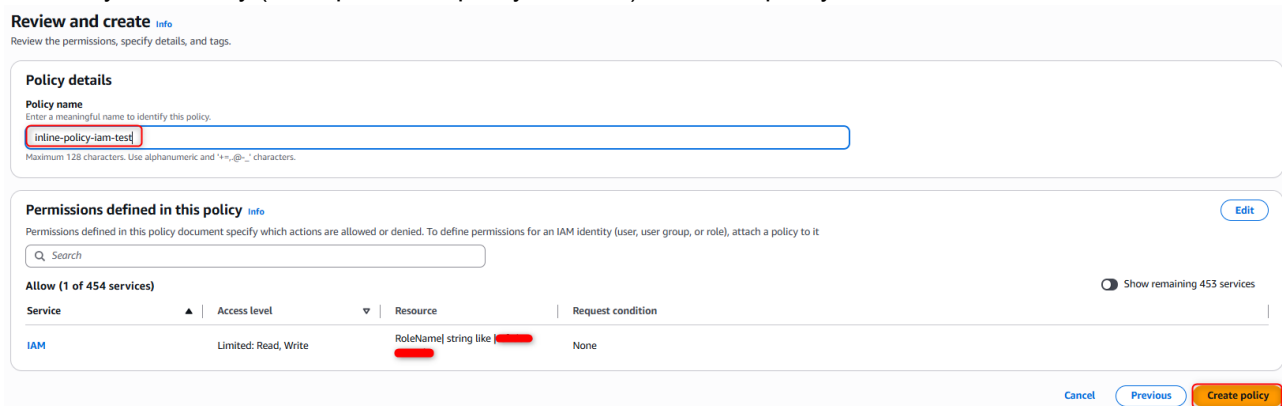 Review and create Info
Review the permissions, specify details, and tags.
Policy details
Policy name
Enter a meaningful name to identify this policy.
inline-policy-iam-test
Maximum 128 characters. Use alphanumeric and '+=,.@-_' characters.
Permissions defined in this policy Info
Edit
Permissions defined in this policy document specify which actions are allowed or denied. To define permissions for an IAM identity (user, user group, or role), attach a policy to it
Search
Allow (1 of 454 services)
Show remaining 453 services
Service Access level Resource Request condition
IAM Limited: Read, Write RoleName| string like | None
Cancel Previous Create policy